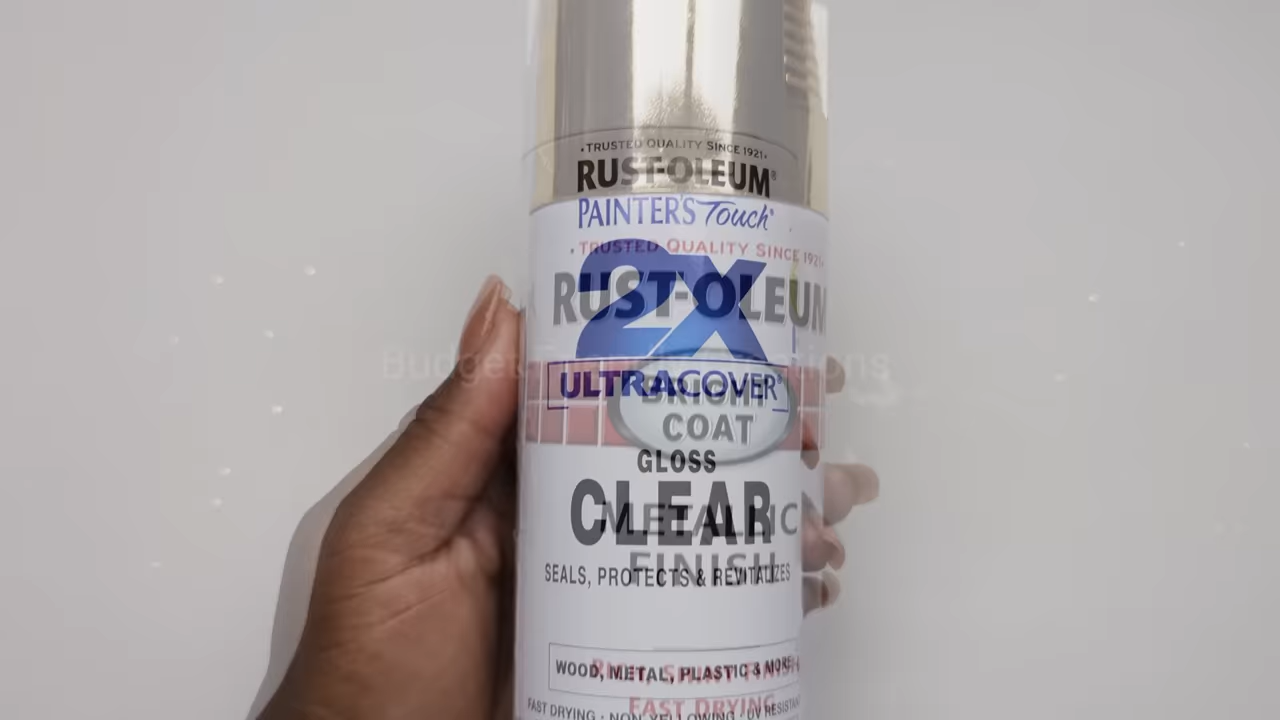 •TRUSTED QUALITY SINCE 1921•
RUST-OLEUM®
PAINTER'S Touch®
•TRUSTED QUALITY SINCE 1921•
2X
RUST-OLEUM
ULTRACOVER®
BRIGHT
COAT
GLOSS
CLEAR
METALLIC
FINISH
SEALS, PROTECTS & REVITALIZES
WOOD, METAL, PLASTIC & MORE
FAST DRYING
FAST DRYING • NON-YELLOWING • UV RESISTANT